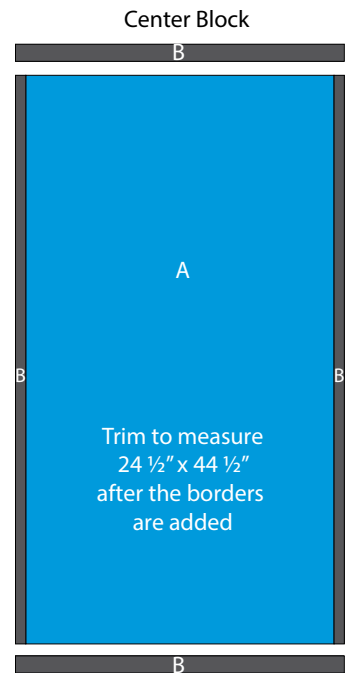 Center Block
B
A
B
B
Trim to measure
24 ½” x 44 ½”
after the borders
are added
B